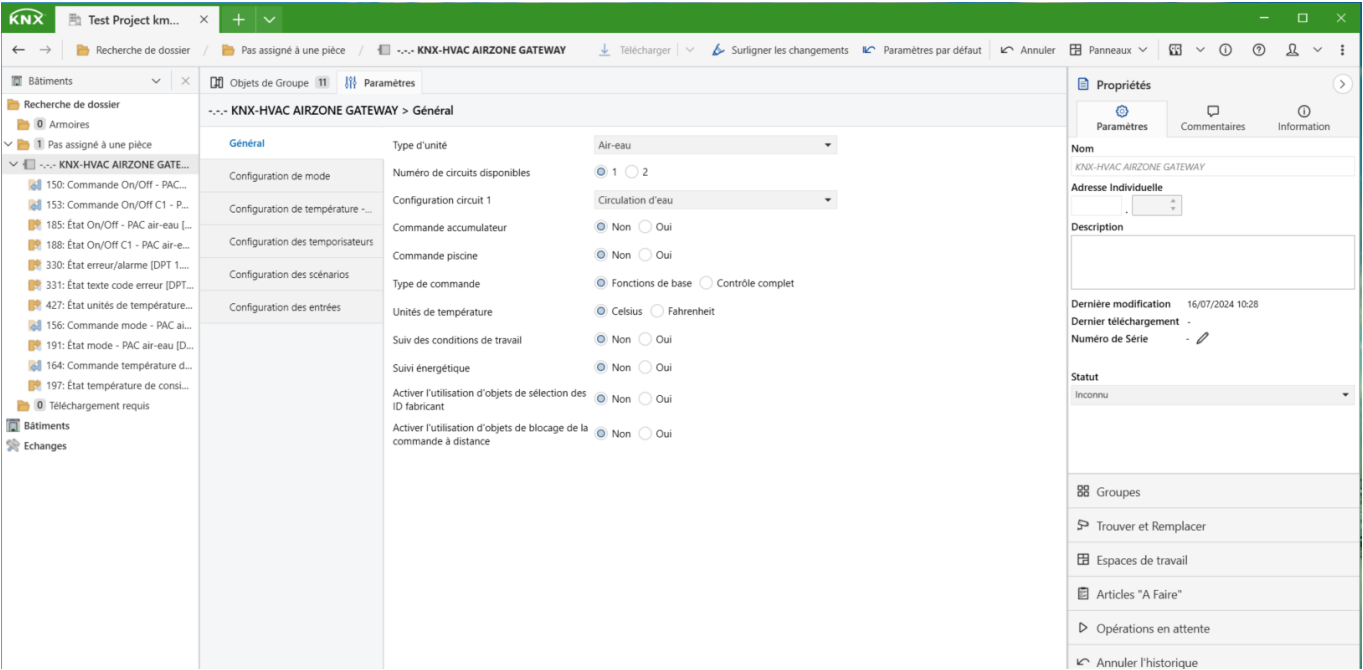 KNX
Test Project km...
Recherche de dossier / Pas assigné à une pièce / -.-.- KNX-HVAC AIRZONE GATEWAY
Télécharger
Surligner les changements
Paramètres par défaut
Annuler
Panneaux
Bâtiments
Recherche de dossier
0 Armoires
1 Pas assigné à une pièce
-.-.- KNX-HVAC AIRZONE GATE...
150: Commande On/Off - PAC...
153: Commande On/Off C1 - P...
185: État On/Off - PAC air-eau [...
188: État On/Off C1 - PAC air-e...
330: État erreur/alarme [DPT 1....
331: État texte code erreur [DPT...
427: État unités de température...
156: Commande mode - PAC ai...
191: État mode - PAC air-eau [D...
164: Commande température d...
197: État température de consi...
0 Téléchargement requis
Bâtiments
Echanges
Objets de Groupe 11
Paramètres
-.-.- KNX-HVAC AIRZONE GATEWAY > Général
Général
Configuration de mode
Configuration de température -...
Configuration des temporisateurs
Configuration des scénarios
Configuration des entrées
Type d'unité Air-eau
Numéro de circuits disponibles 1 2
Configuration circuit 1 Circulation d'eau
Commande accumulateur Non Oui
Commande piscine Non Oui
Type de commande Fonctions de base Contrôle complet
Unités de température Celsius Fahrenheit
Suiv des conditions de travail Non Oui
Suivi énergétique Non Oui
Activer l'utilisation d'objets de sélection des
ID fabricant Non Oui
Activer l'utilisation d'objets de blocage de la
commande à distance Non Oui
Propriétés
Paramètres
Commentaires
Information
Nom
KNX-HVAC AIRZONE GATEWAY
Adresse Individuelle
.
Description
Dernière modification 16/07/2024 10:28
Dernier téléchargement -
Numéro de Série -
Statut
Inconnu
Groupes
Trouver et Remplacer
Espaces de travail
Articles "A Faire"
Opérations en attente
Annuler l'historique